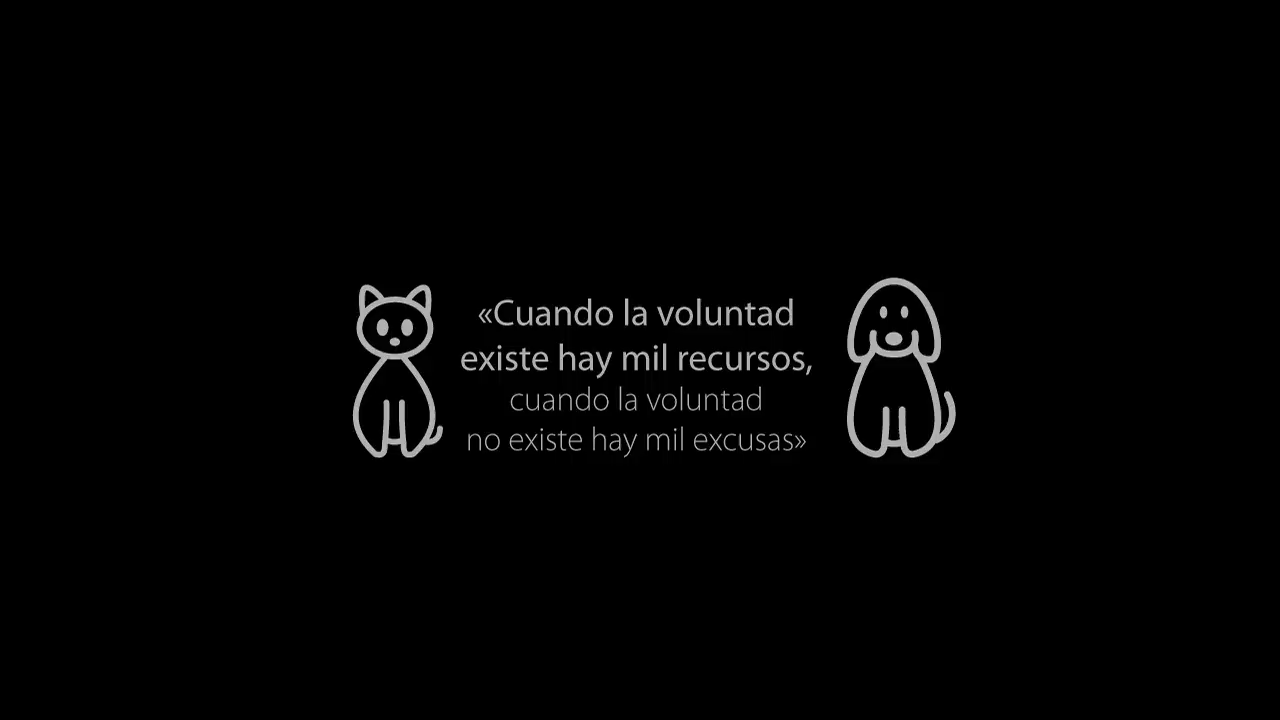 «Cuando la voluntad
existe hay mil recursos,
cuando la voluntad
no existe hay mil excusas»